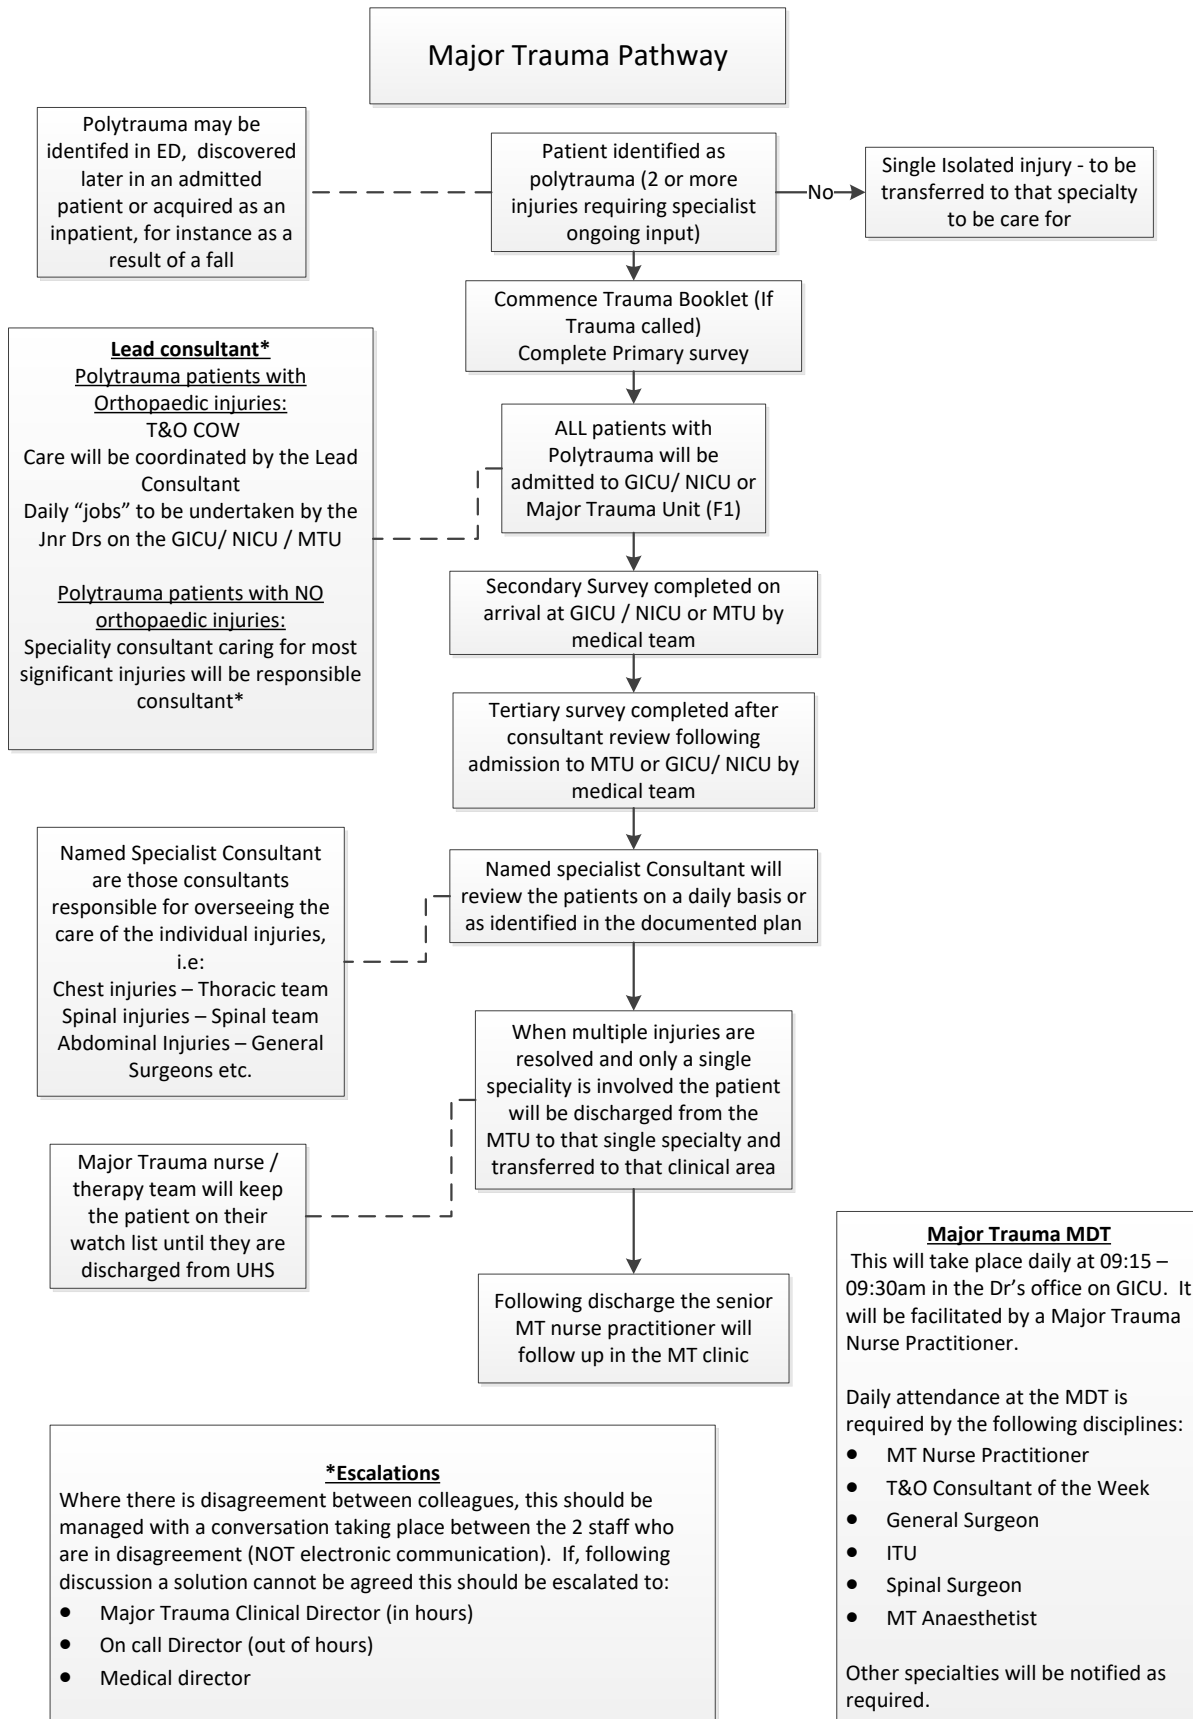 Major Trauma Pathway
Polytrauma may be
identifed in ED,  discovered
later in an admitted
patient or acquired as an
inpatient, for instance as a
result of a fall
Patient identified as
polytrauma (2 or more
injuries requiring specialist
ongoing input)
No
Single Isolated injury - to be
transferred to that specialty
to be care for
Commence Trauma Booklet (If
Trauma called)
Complete Primary survey
Lead consultant*
Polytrauma patients with
Orthopaedic injuries:
T&O COW
Care will be coordinated by the Lead
Consultant
Daily “jobs” to be undertaken by the
Jnr Drs on the GICU/ NICU / MTU
Polytrauma patients with NO
orthopaedic injuries:
Speciality consultant caring for most
significant injuries will be responsible
consultant*
ALL patients with
Polytrauma will be
admitted to GICU/ NICU or
Major Trauma Unit (F1)
Secondary Survey completed on
arrival at GICU / NICU or MTU by
medical team
Tertiary survey completed after
consultant review following
admission to MTU or GICU/ NICU by
medical team
Named Specialist Consultant
are those consultants
responsible for overseeing the
care of the individual injuries,
i.e:
Chest injuries – Thoracic team
Spinal injuries – Spinal team
Abdominal Injuries – General
Surgeons etc.
Named specialist Consultant will
review the patients on a daily basis or
as identified in the documented plan
When multiple injuries are
resolved and only a single
speciality is involved the patient
will be discharged from the
MTU to that single specialty and
transferred to that clinical area
Major Trauma nurse /
therapy team will keep
the patient on their
watch list until they are
discharged from UHS
Following discharge the senior
MT nurse practitioner will
follow up in the MT clinic
Major Trauma MDT
This will take place daily at 09:15 –
09:30am in the Dr’s office on GICU.  It
will be facilitated by a Major Trauma
Nurse Practitioner.
Daily attendance at the MDT is
required by the following disciplines:
• MT Nurse Practitioner
• T&O Consultant of the Week
• General Surgeon
• ITU
• Spinal Surgeon
• MT Anaesthetist
Other specialties will be notified as
required.
*Escalations
Where there is disagreement between colleagues, this should be
managed with a conversation taking place between the 2 staff who
are in disagreement (NOT electronic communication).  If, following
discussion a solution cannot be agreed this should be escalated to:
• Major Trauma Clinical Director (in hours)
• On call Director (out of hours)
• Medical director